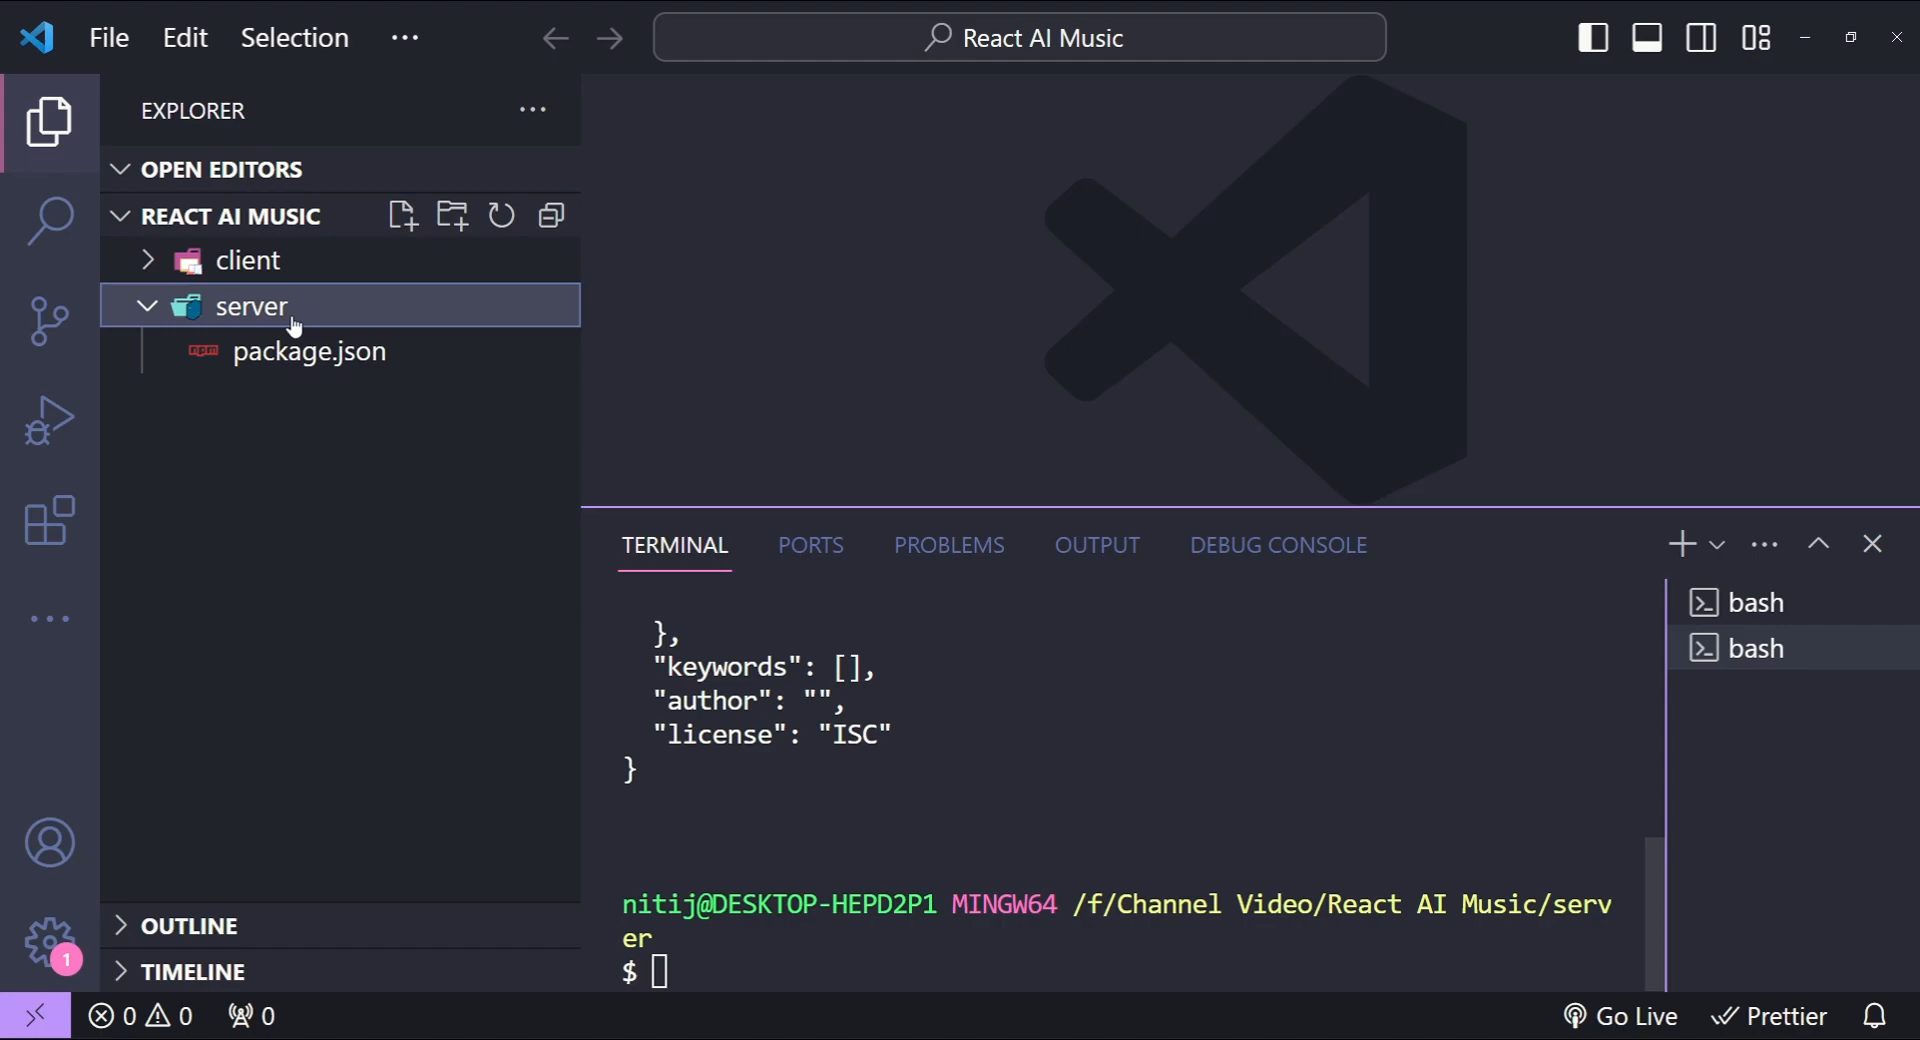 File Edit Selection ···
React AI Music
EXPLORER
OPEN EDITORS
REACT AI MUSIC
client
server
package.json
OUTLINE
TIMELINE
1
TERMINAL PORTS PROBLEMS OUTPUT DEBUG CONSOLE
bash
bash
},
"keywords": [],
"author": "",
"license": "ISC"
}
nitij@DESKTOP-HEPD2P1 MINGW64 /f/Channel Video/React AI Music/serv
er
$
0 0 0
Go Live Prettier